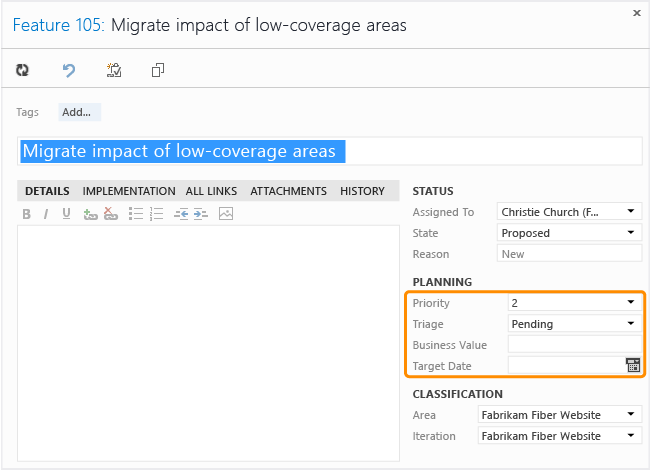 Feature 105: Migrate impact of low-coverage areas
Tags Add...
Migrate impact of low-coverage areas
DETAILS IMPLEMENTATION ALL LINKS ATTACHMENTS HISTORY
B I U
STATUS
Assigned To Christie Church (F...
State Proposed
Reason New
PLANNING
Priority 2
Triage Pending
Business Value
Target Date
CLASSIFICATION
Area Fabrikam Fiber Website
Iteration Fabrikam Fiber Website